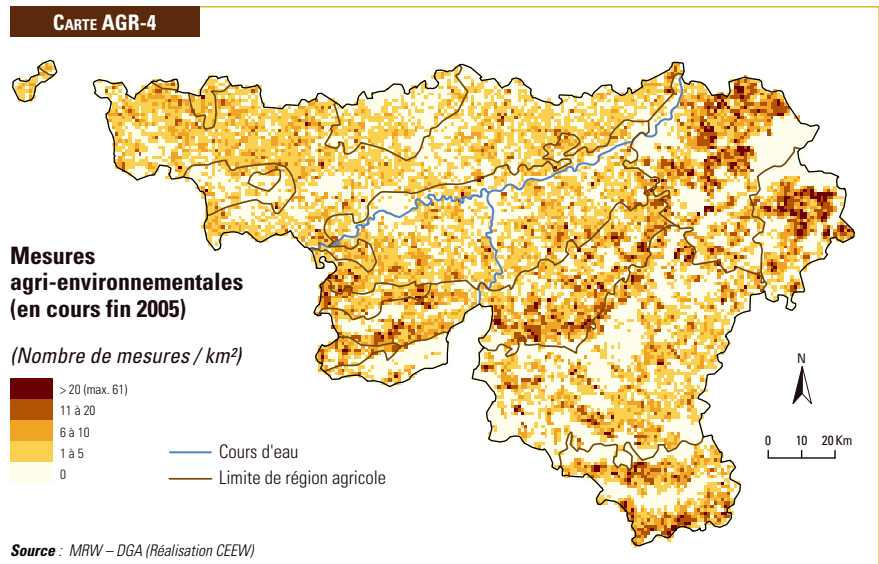 CARTE AGR-4
Mesures
agri-environnementales
(en cours fin 2005)
(Nombre de mesures / km²)
> 20 (max. 61)
11 à 20
6 à 10
1 à 5
0
Cours d'eau
Limite de région agricole
N
0 10 20 Km
Source : MRW – DGA (Réalisation CEEW)